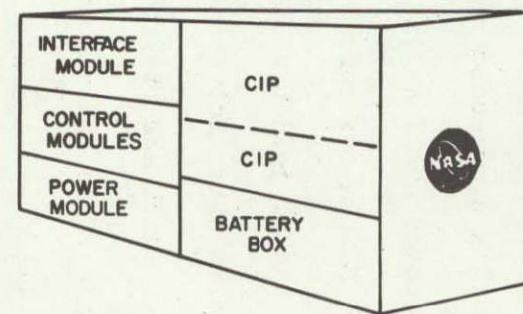 INTERFACE
MODULE
CONTROL
MODULES
POWER
MODULE
CIP
CIP
BATTERY
BOX
NASA